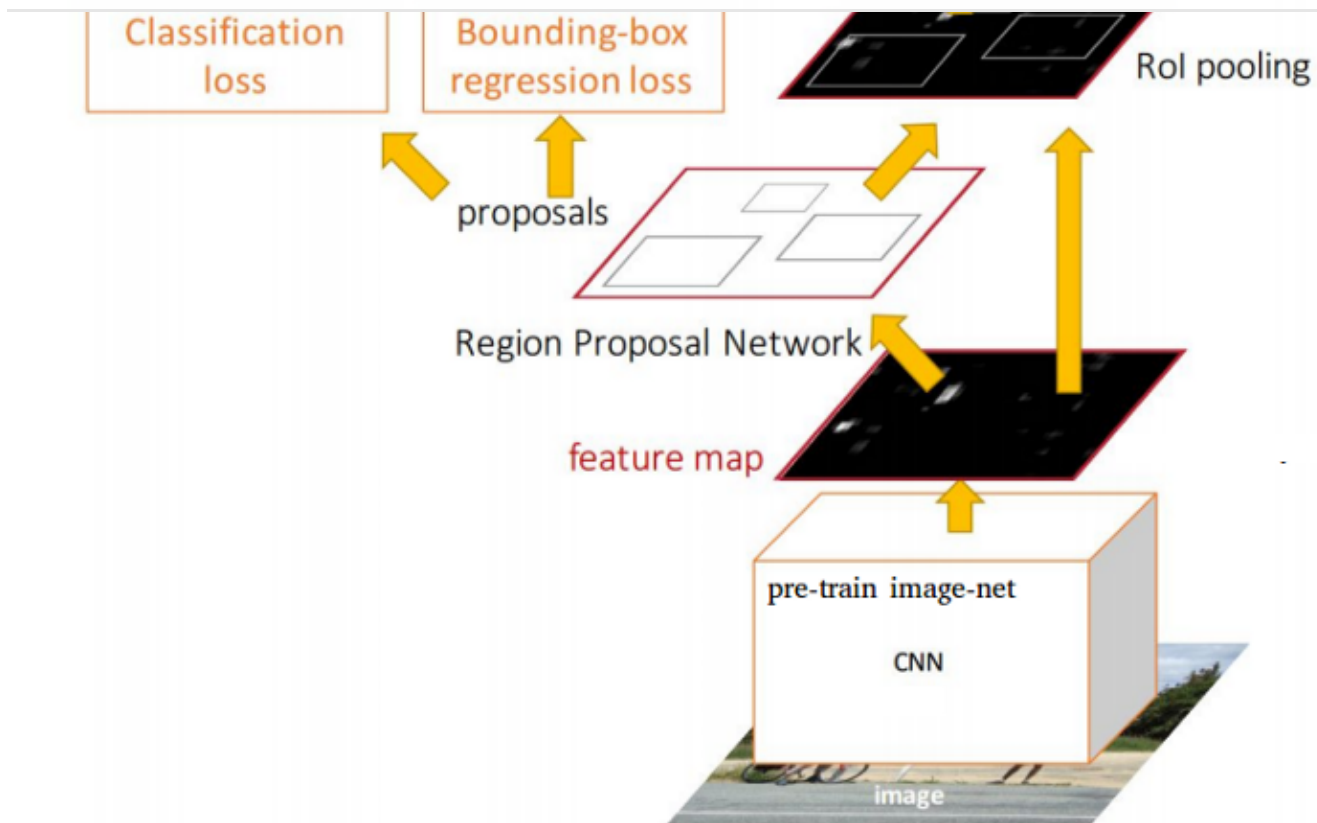 Classification
loss
Bounding-box
regression loss
RoI pooling
proposals
Region Proposal Network
feature map
-
pre-train image-net
CNN
image